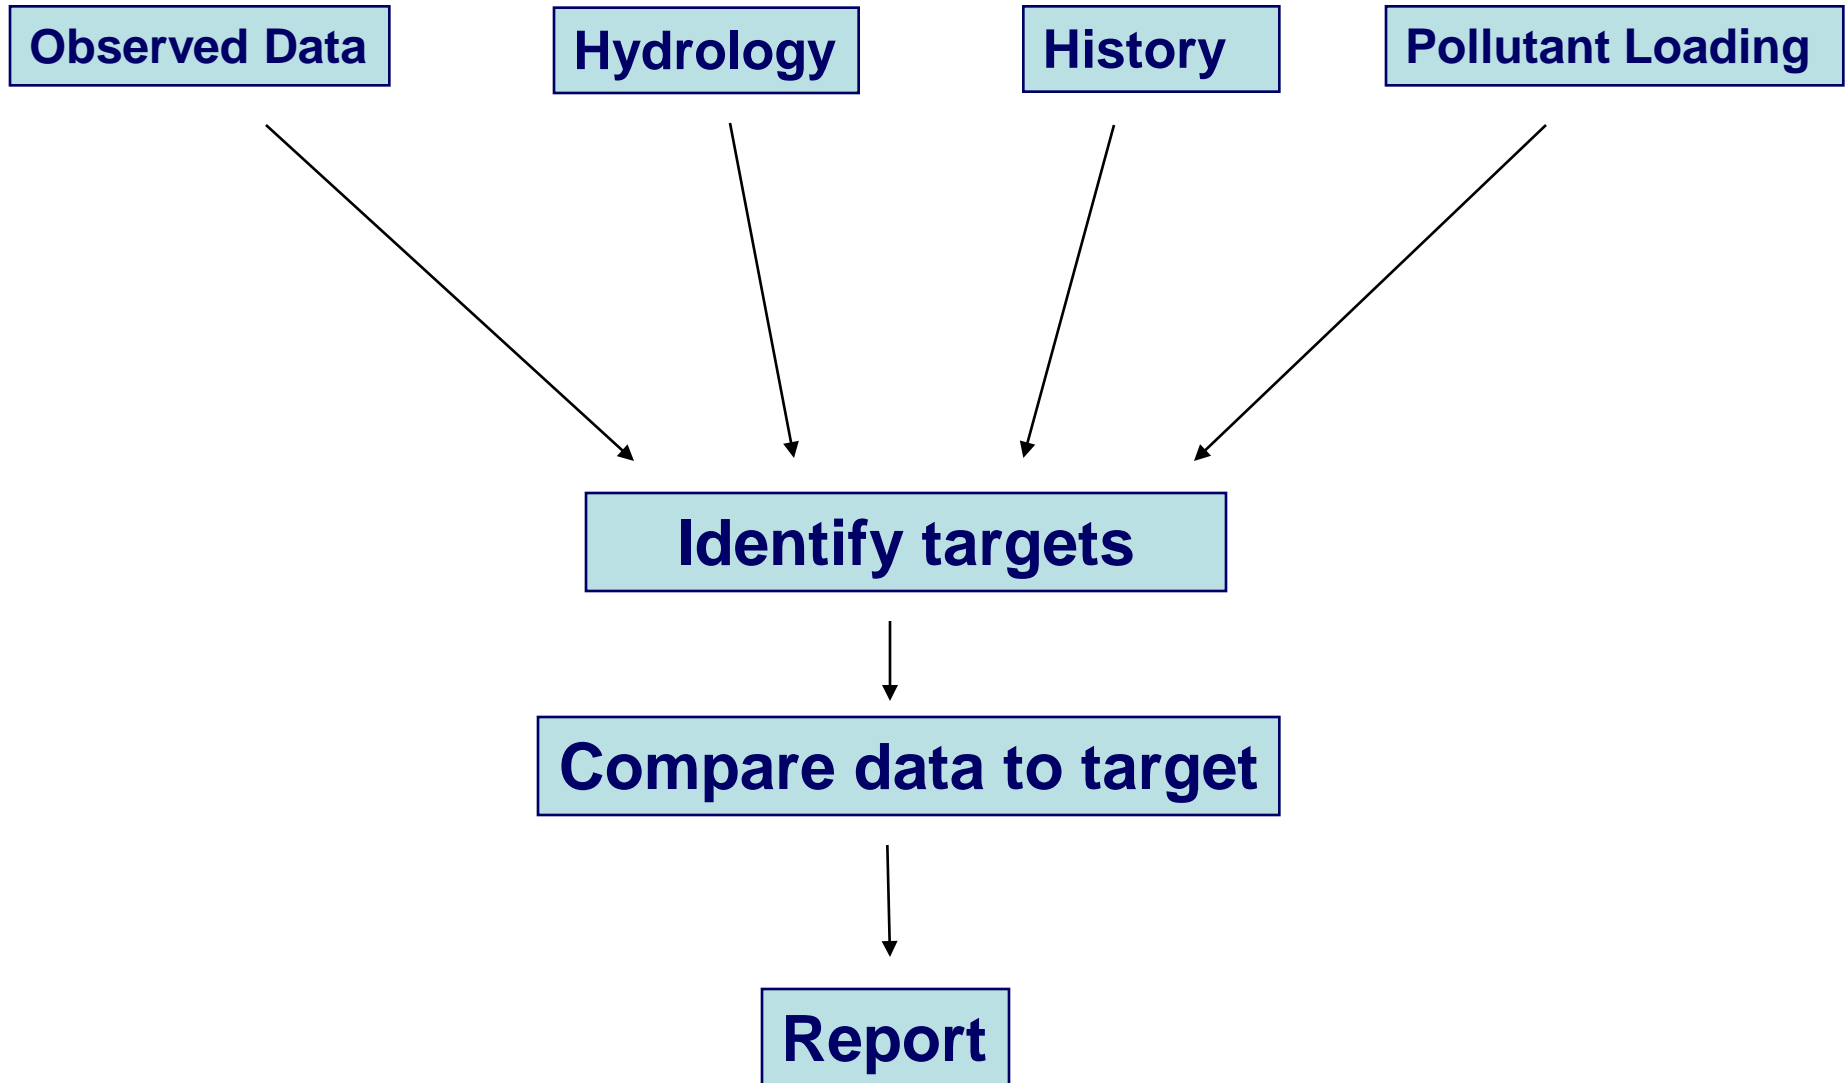 Observed Data
Hydrology
History
Pollutant Loading
Identify targets
Compare data to target
Report